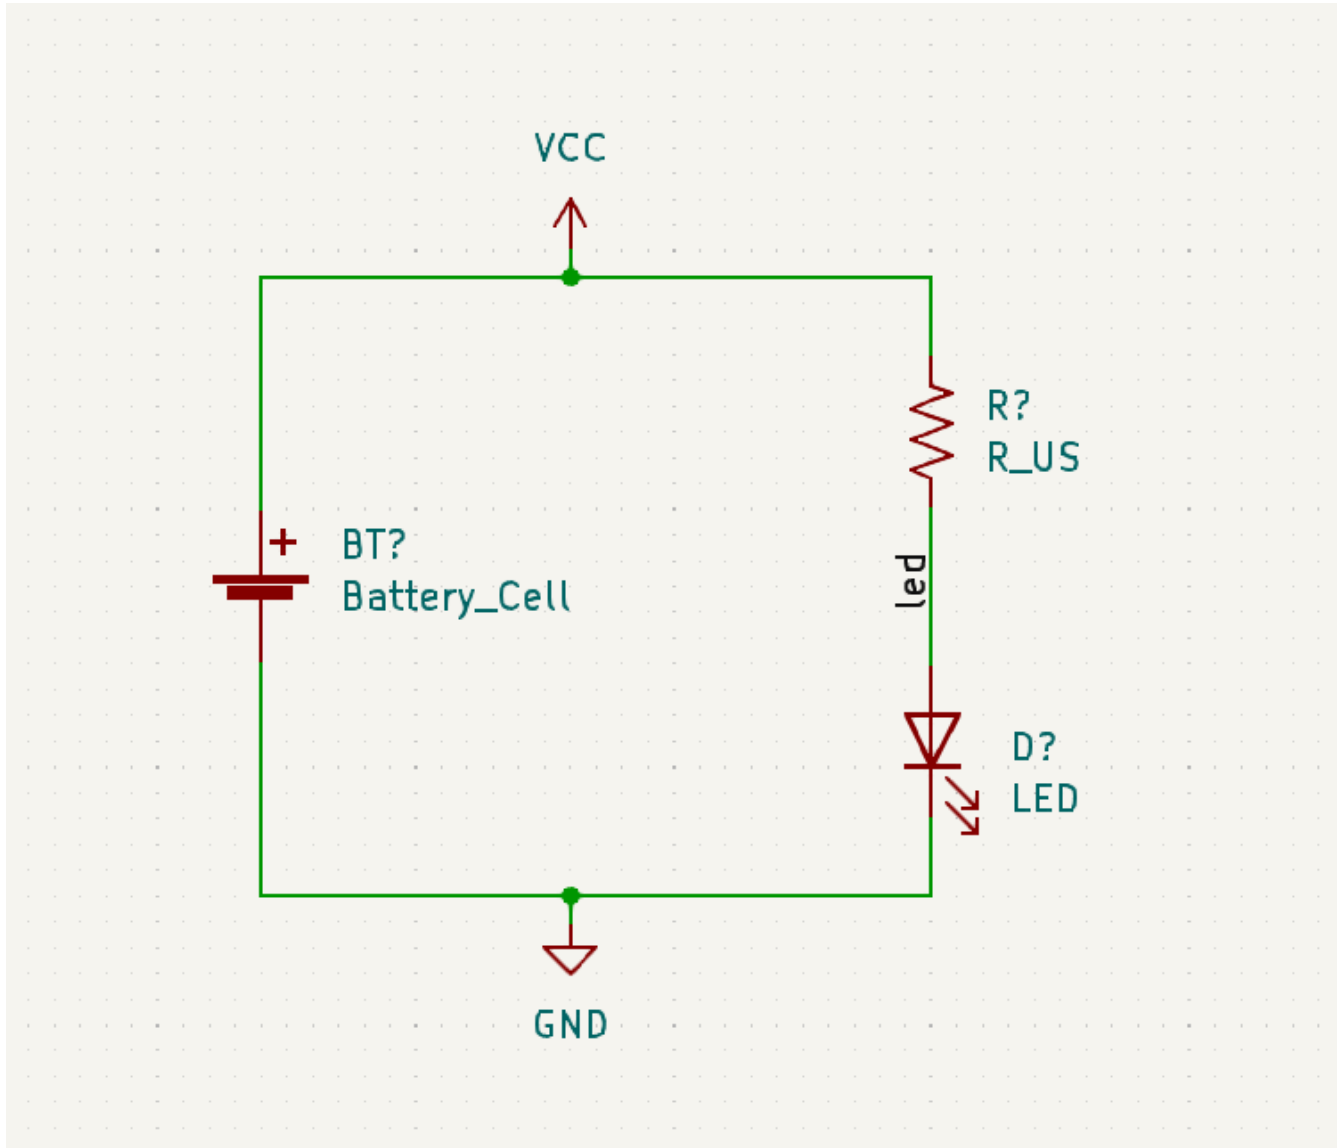 VCC
R?
R_US
BT?
Battery_Cell
led
D?
LED
GND